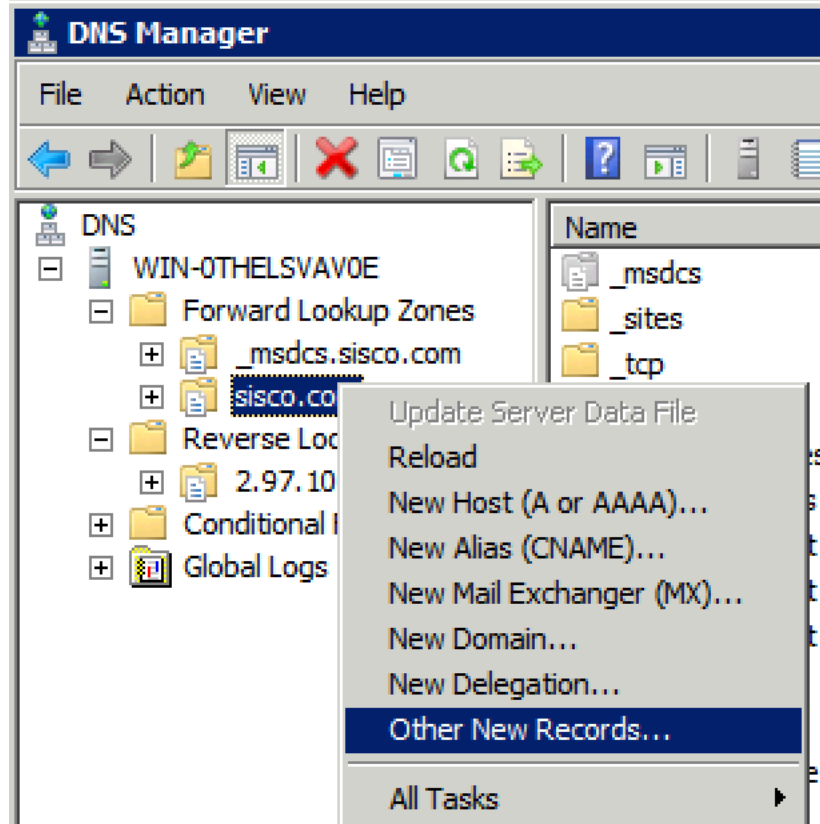 DNS Manager
File Action View Help
DNS
WIN-0THELSVAV0E
Forward Lookup Zones
_msdcs.sisco.com
sisco.co
Reverse Loo
2.97.10
Conditional
Global Logs
Name
_msdcs
_sites
_tcp
Update Server Data File
Reload
New Host (A or AAAA)...
New Alias (CNAME)...
New Mail Exchanger (MX)...
New Domain...
New Delegation...
Other New Records...
All Tasks